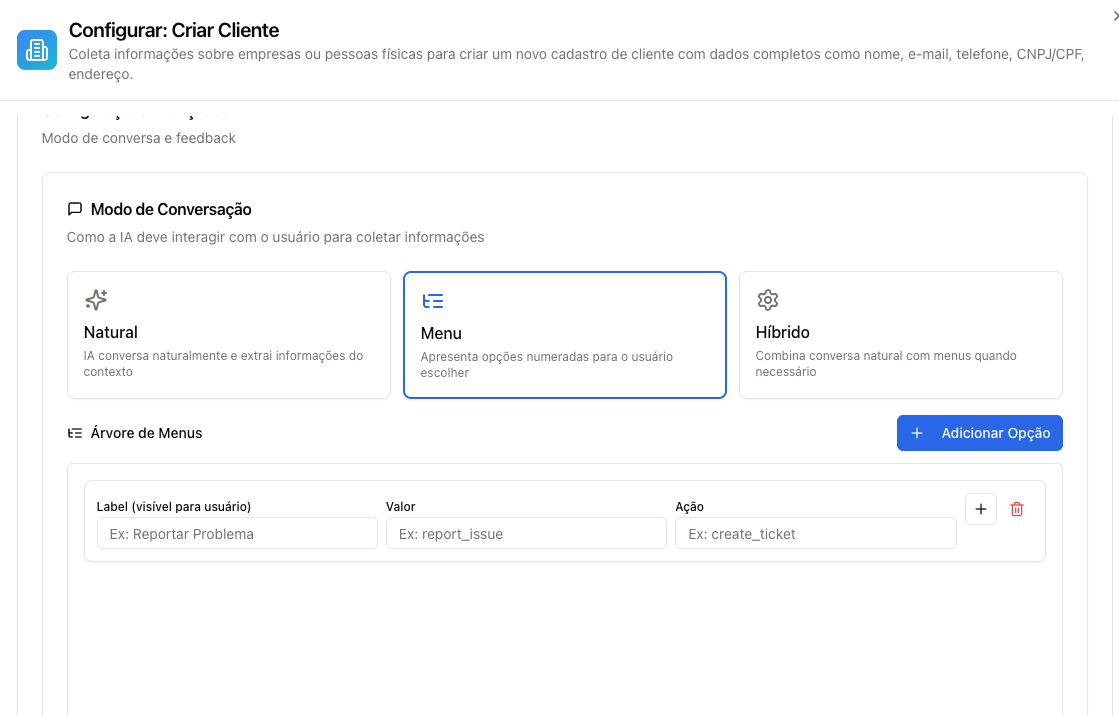 Configurar: Criar Cliente
Coleta informações sobre empresas ou pessoas físicas para criar um novo cadastro de cliente com dados completos como nome, e-mail, telefone, CNPJ/CPF,
endereço.
Modo de conversa e feedback
Modo de Conversação
Como a IA deve interagir com o usuário para coletar informações
Natural
IA conversa naturalmente e extrai informações do
contexto
Menu
Apresenta opções numeradas para o usuário
escolher
Híbrido
Combina conversa natural com menus quando
necessário
Árvore de Menus
Adicionar Opção
Label (visível para usuário)
Valor
Ação
Ex: Reportar Problema
Ex: report_issue
Ex: create_ticket